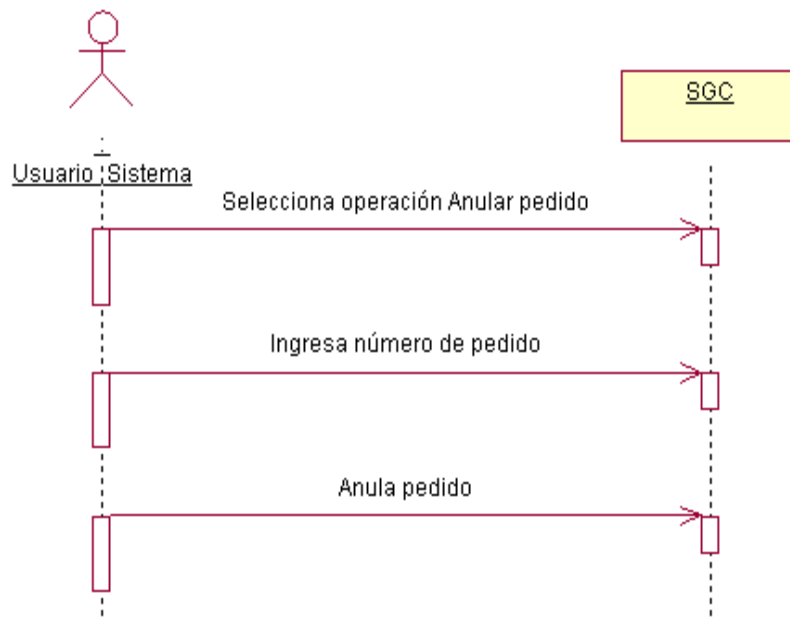 SGC
Usuario Sistema
Selecciona operación Anular pedido
Ingresa número de pedido
Anula pedido